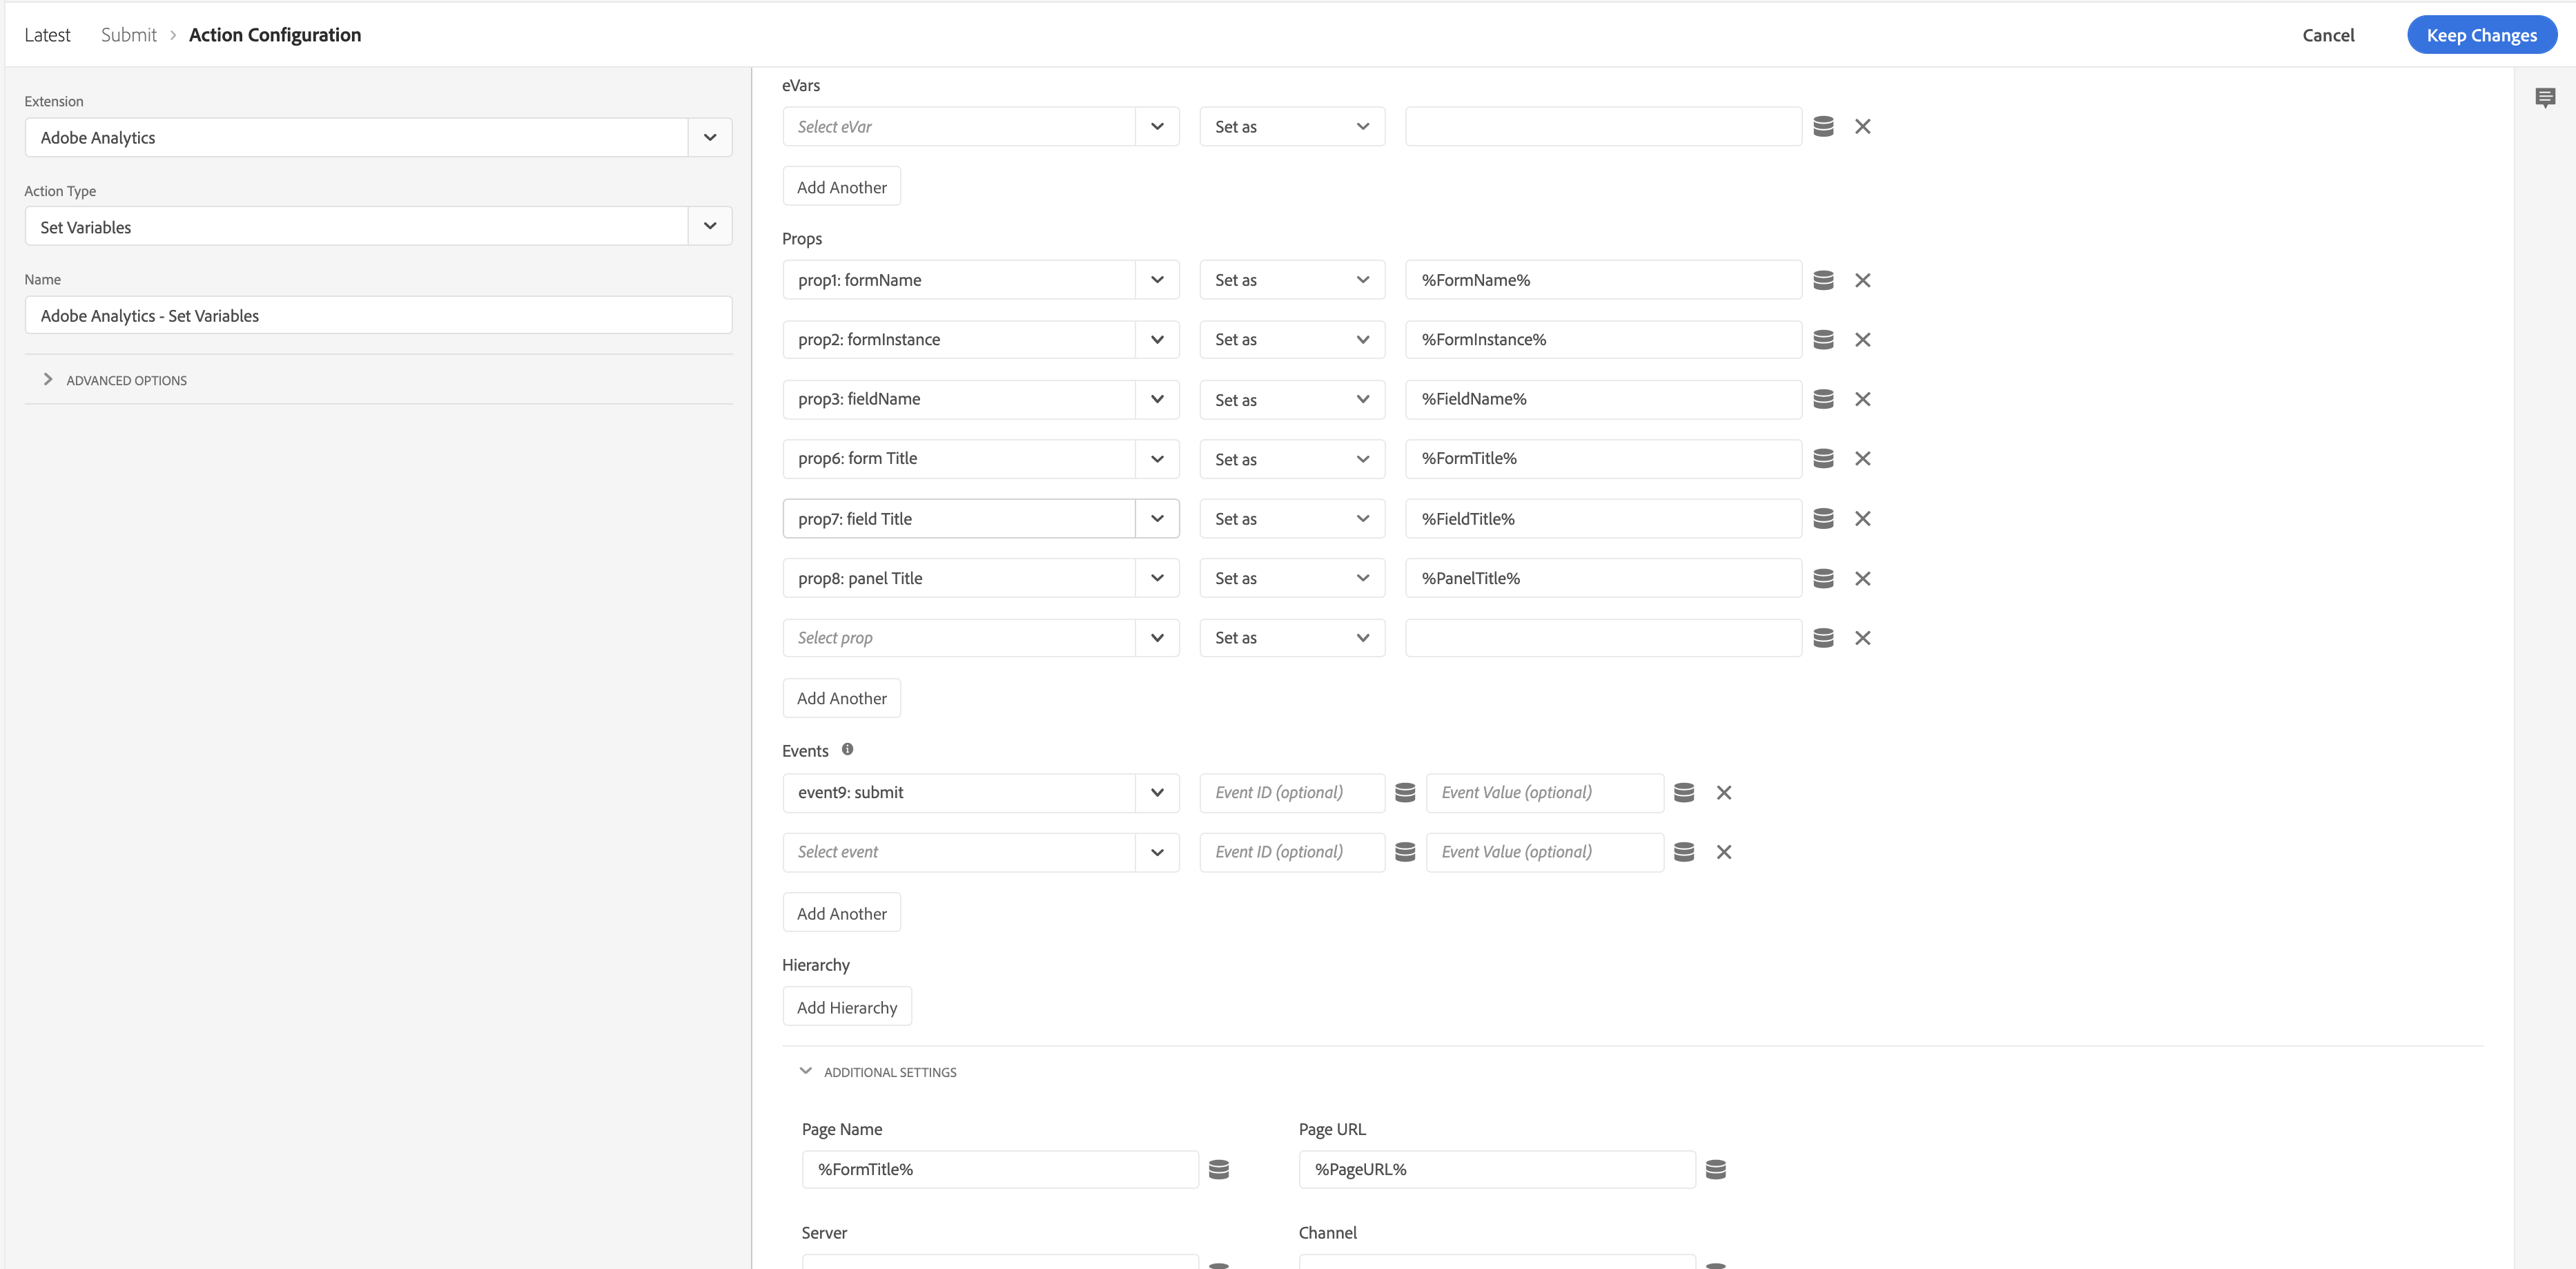 Latest Submit > Action Configuration Cancel Keep Changes
Extension
Adobe Analytics
Action Type
Set Variables
Name
Adobe Analytics - Set Variables
ADVANCED OPTIONS
eVars
Select eVar Set as
Add Another
Props
prop1: formName Set as %FormName%
prop2: formInstance Set as %FormInstance%
prop3: fieldName Set as %FieldName%
prop6: form Title Set as %FormTitle%
prop7: field Title Set as %FieldTitle%
prop8: panel Title Set as %PanelTitle%
Select prop Set as
Add Another
Events
event9: submit Event ID (optional) Event Value (optional)
Select event Event ID (optional) Event Value (optional)
Add Another
Hierarchy
Add Hierarchy
ADDITIONAL SETTINGS
Page Name Page URL
%FormTitle% %PageURL%
Server Channel